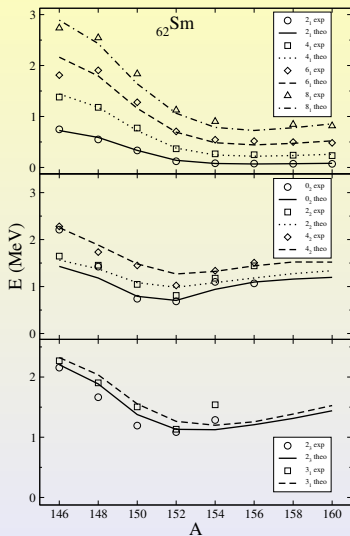 ₆₂Sm
3
2
1
0
2₁ exp
2₁ theo
4₁ exp
4₁ theo
6₁ exp
6₁ theo
8₁ exp
8₁ theo
E (MeV)
3
2
1
0
0₂ exp
0₂ theo
2₂ exp
2₂ theo
4₂ exp
4₂ theo
2
1
0
2₃ exp
2₃ theo
3₁ exp
3₁ theo
146 148 150 152 154 156 158 160
A